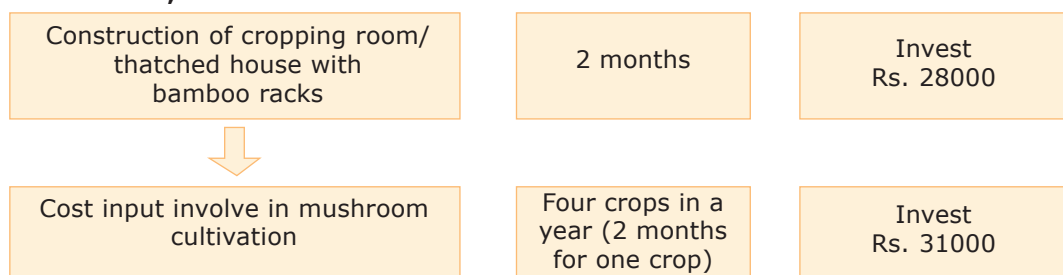 Construction of cropping room/
thatched house with
bamboo racks
2 months
Invest
Rs. 28000
Cost input involve in mushroom
cultivation
Four crops in a
year (2 months
for one crop)
Invest
Rs. 31000